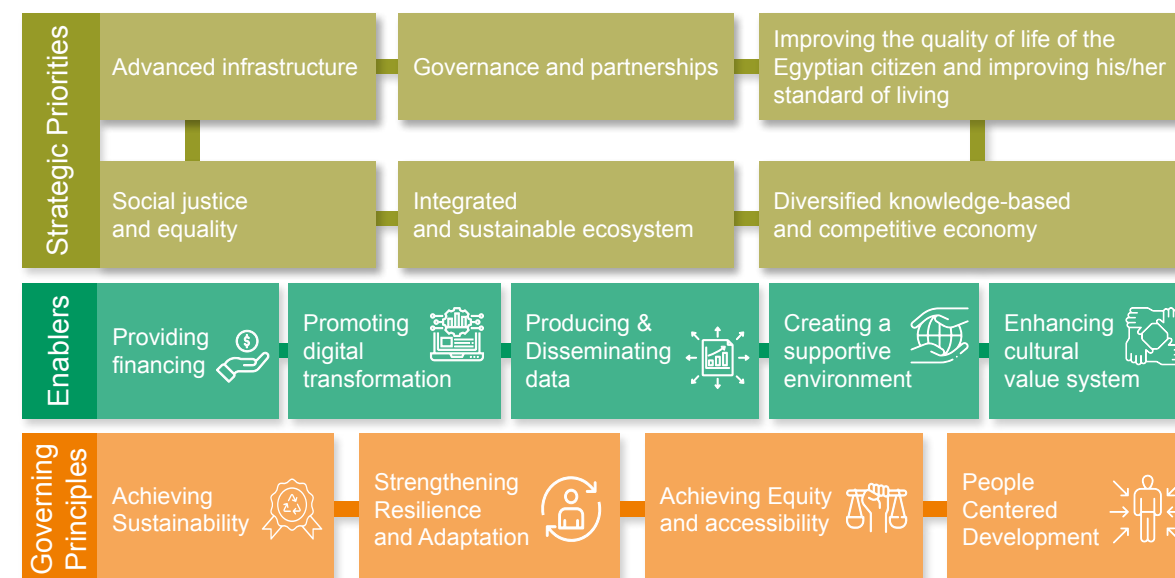 Strategic Priorities
Advanced infrastructure
Governance and partnerships
Improving the quality of life of the
Egyptian citizen and improving his/her
standard of living
Social justice
and equality
Integrated
and sustainable ecosystem
Diversified knowledge-based
and competitive economy
Enablers
Providing
financing
$
Promoting
digital
transformation
Producing &
Disseminating
data
Creating a
supportive
environment
Enhancing
cultural
value system
Governing
Principles
Achieving
Sustainability
Strengthening
Resilience
and Adaptation
Achieving Equity
and accessibility
People
Centered
Development